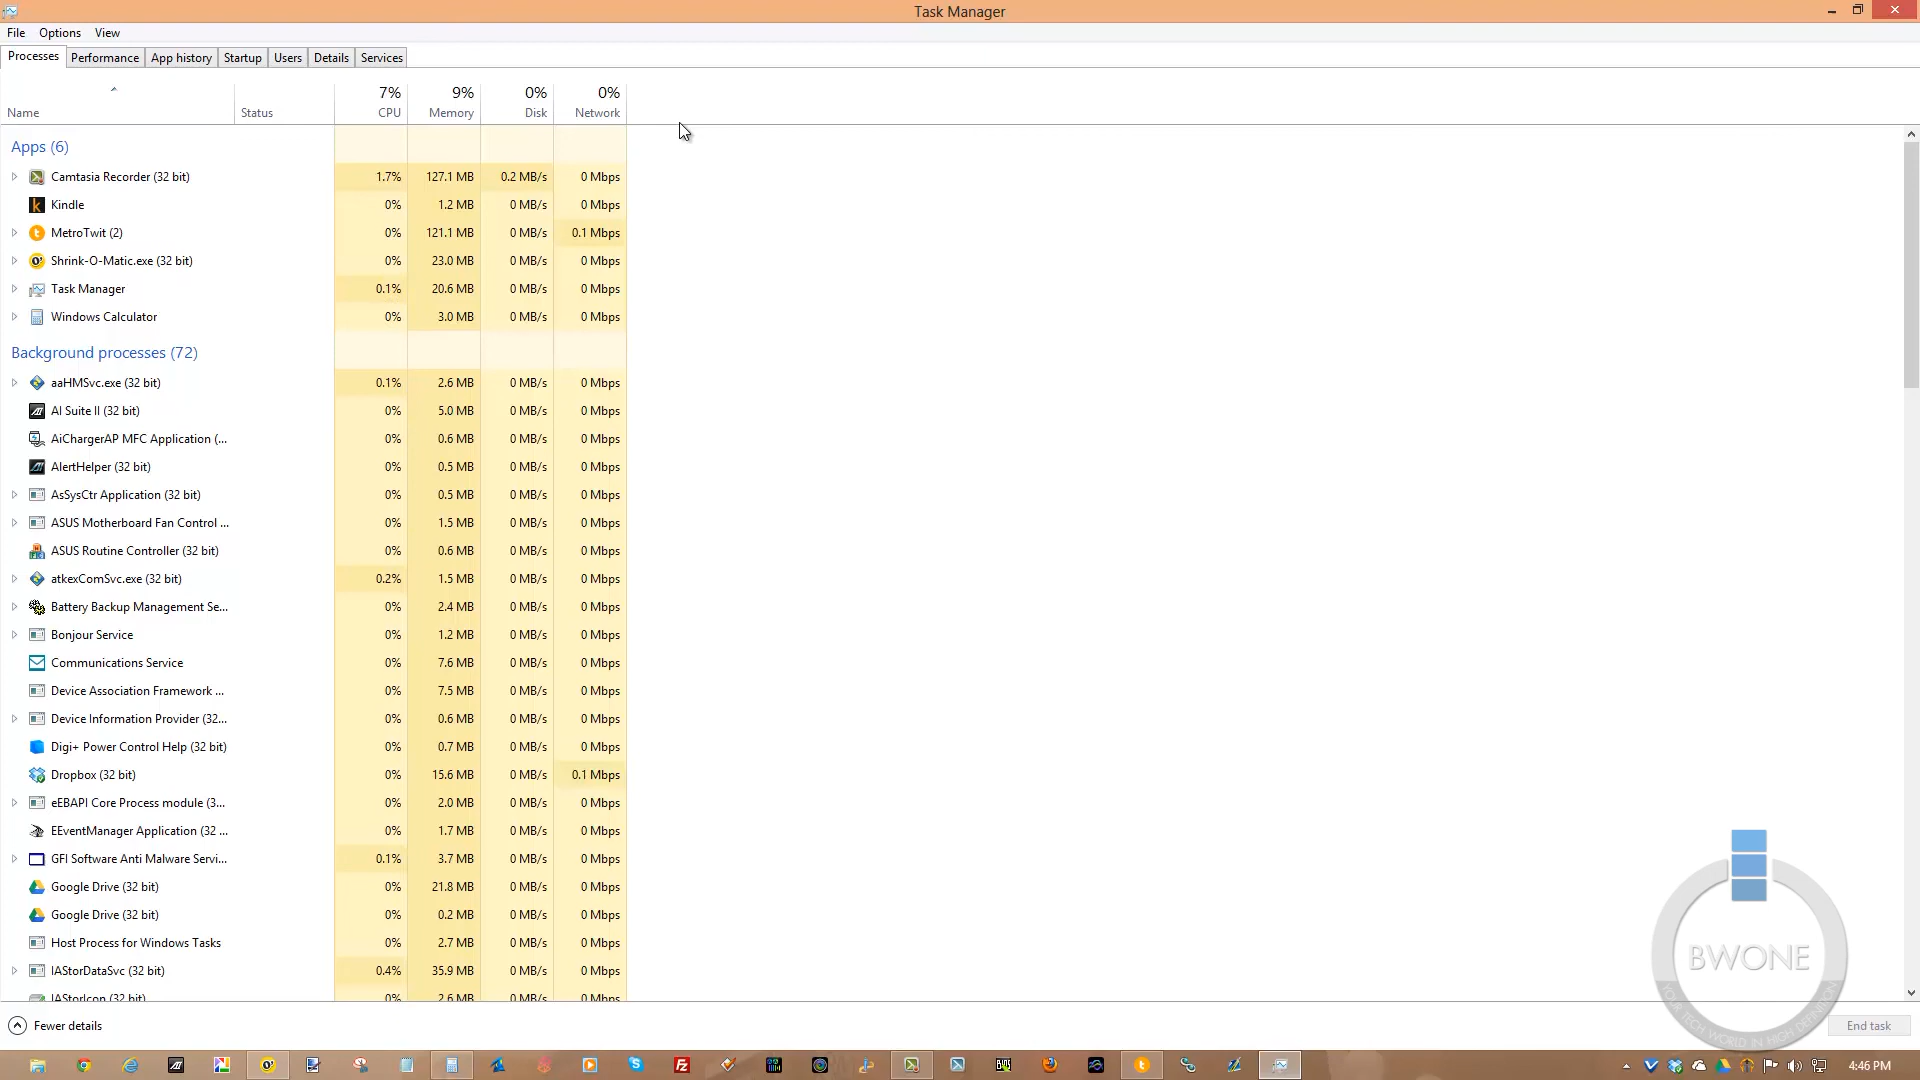 Task Manager
File Options View
Processes Performance App history Startup Users Details Services
7% 9% 0% 0%
Name Status CPU Memory Disk Network
Apps (6)
Camtasia Recorder (32 bit) 1.7% 127.1 MB 0.2 MB/s 0 Mbps
Kindle 0% 1.2 MB 0 MB/s 0 Mbps
MetroTwit (2) 0% 121.1 MB 0 MB/s 0.1 Mbps
Shrink-O-Matic.exe (32 bit) 0% 23.0 MB 0 MB/s 0 Mbps
Task Manager 0.1% 20.6 MB 0 MB/s 0 Mbps
Windows Calculator 0% 3.0 MB 0 MB/s 0 Mbps
Background processes (72)
aaHMSvc.exe (32 bit) 0.1% 2.6 MB 0 MB/s 0 Mbps
AI Suite II (32 bit) 0% 5.0 MB 0 MB/s 0 Mbps
AiChargerAP MFC Application (... 0% 0.6 MB 0 MB/s 0 Mbps
AlertHelper (32 bit) 0% 0.5 MB 0 MB/s 0 Mbps
AsSysCtr Application (32 bit) 0% 0.5 MB 0 MB/s 0 Mbps
ASUS Motherboard Fan Control ... 0% 1.5 MB 0 MB/s 0 Mbps
ASUS Routine Controller (32 bit) 0% 0.6 MB 0 MB/s 0 Mbps
atkexComSvc.exe (32 bit) 0.2% 1.5 MB 0 MB/s 0 Mbps
Battery Backup Management Se... 0% 2.4 MB 0 MB/s 0 Mbps
Bonjour Service 0% 1.2 MB 0 MB/s 0 Mbps
Communications Service 0% 7.6 MB 0 MB/s 0 Mbps
Device Association Framework ... 0% 7.5 MB 0 MB/s 0 Mbps
Device Information Provider (32... 0% 0.6 MB 0 MB/s 0 Mbps
Digi+ Power Control Help (32 bit) 0% 0.7 MB 0 MB/s 0 Mbps
Dropbox (32 bit) 0% 15.6 MB 0 MB/s 0.1 Mbps
eEBAPI Core Process module (3... 0% 2.0 MB 0 MB/s 0 Mbps
EEventManager Application (32 ... 0% 1.7 MB 0 MB/s 0 Mbps
GFI Software Anti Malware Servi... 0.1% 3.7 MB 0 MB/s 0 Mbps
Google Drive (32 bit) 0% 21.8 MB 0 MB/s 0 Mbps
Google Drive (32 bit) 0% 0.2 MB 0 MB/s 0 Mbps
Host Process for Windows Tasks 0% 2.7 MB 0 MB/s 0 Mbps
IAStorDataSvc (32 bit) 0.4% 35.9 MB 0 MB/s 0 Mbps
IAStorIcon (32 bit) 0% 2.6 MB 0 MB/s 0 Mbps
BWONE
YOUR TECH WORLD IN HIGH DEFINITION
Fewer details
End task
4:46 PM